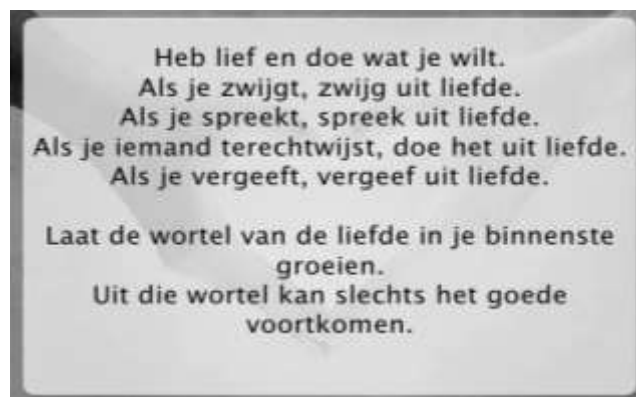 Heb lief en doe wat je wilt.
Als je zwijgt, zwijg uit liefde.
Als je spreekt, spreek uit liefde.
Als je iemand terechtwijst, doe het uit liefde.
Als je vergeeft, vergeef uit liefde.
Laat de wortel van de liefde in je binnenste
groeien.
Uit die wortel kan slechts het goede
voortkomen.